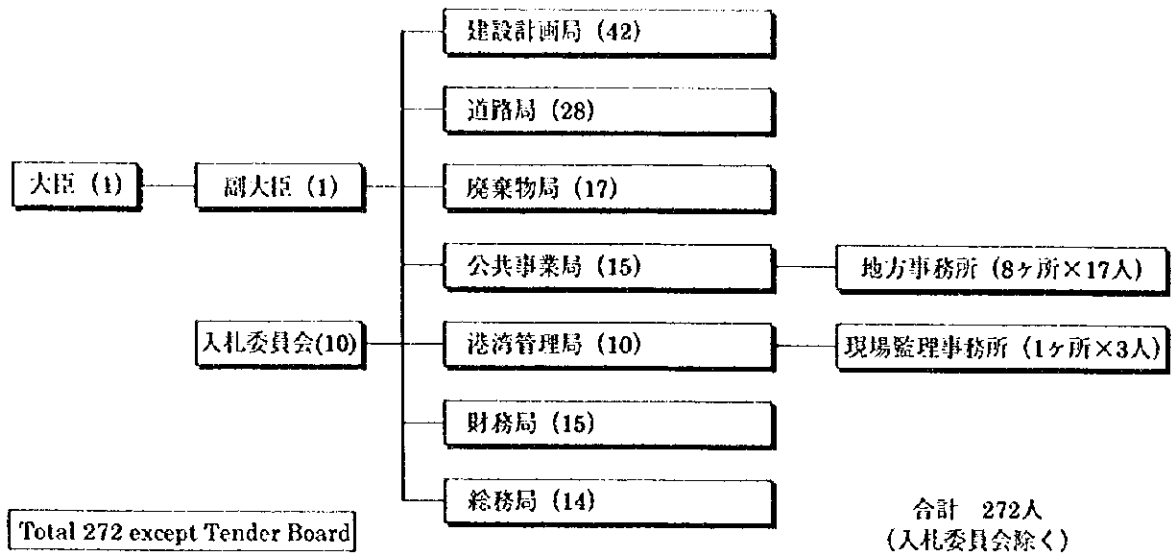 建設計画局 (42)
道路局 (28)
大臣 (1)
副大臣 (1)
廃棄物局 (17)
公共事業局 (15)
地方事務所 (8ヶ所×17人)
入札委員会(10)
港湾管理局 (10)
現場監理事務所 (1ヶ所×3人)
財務局 (15)
総務局 (14)
Total 272 except Tender Board
合計 272人
(入札委員会除く)